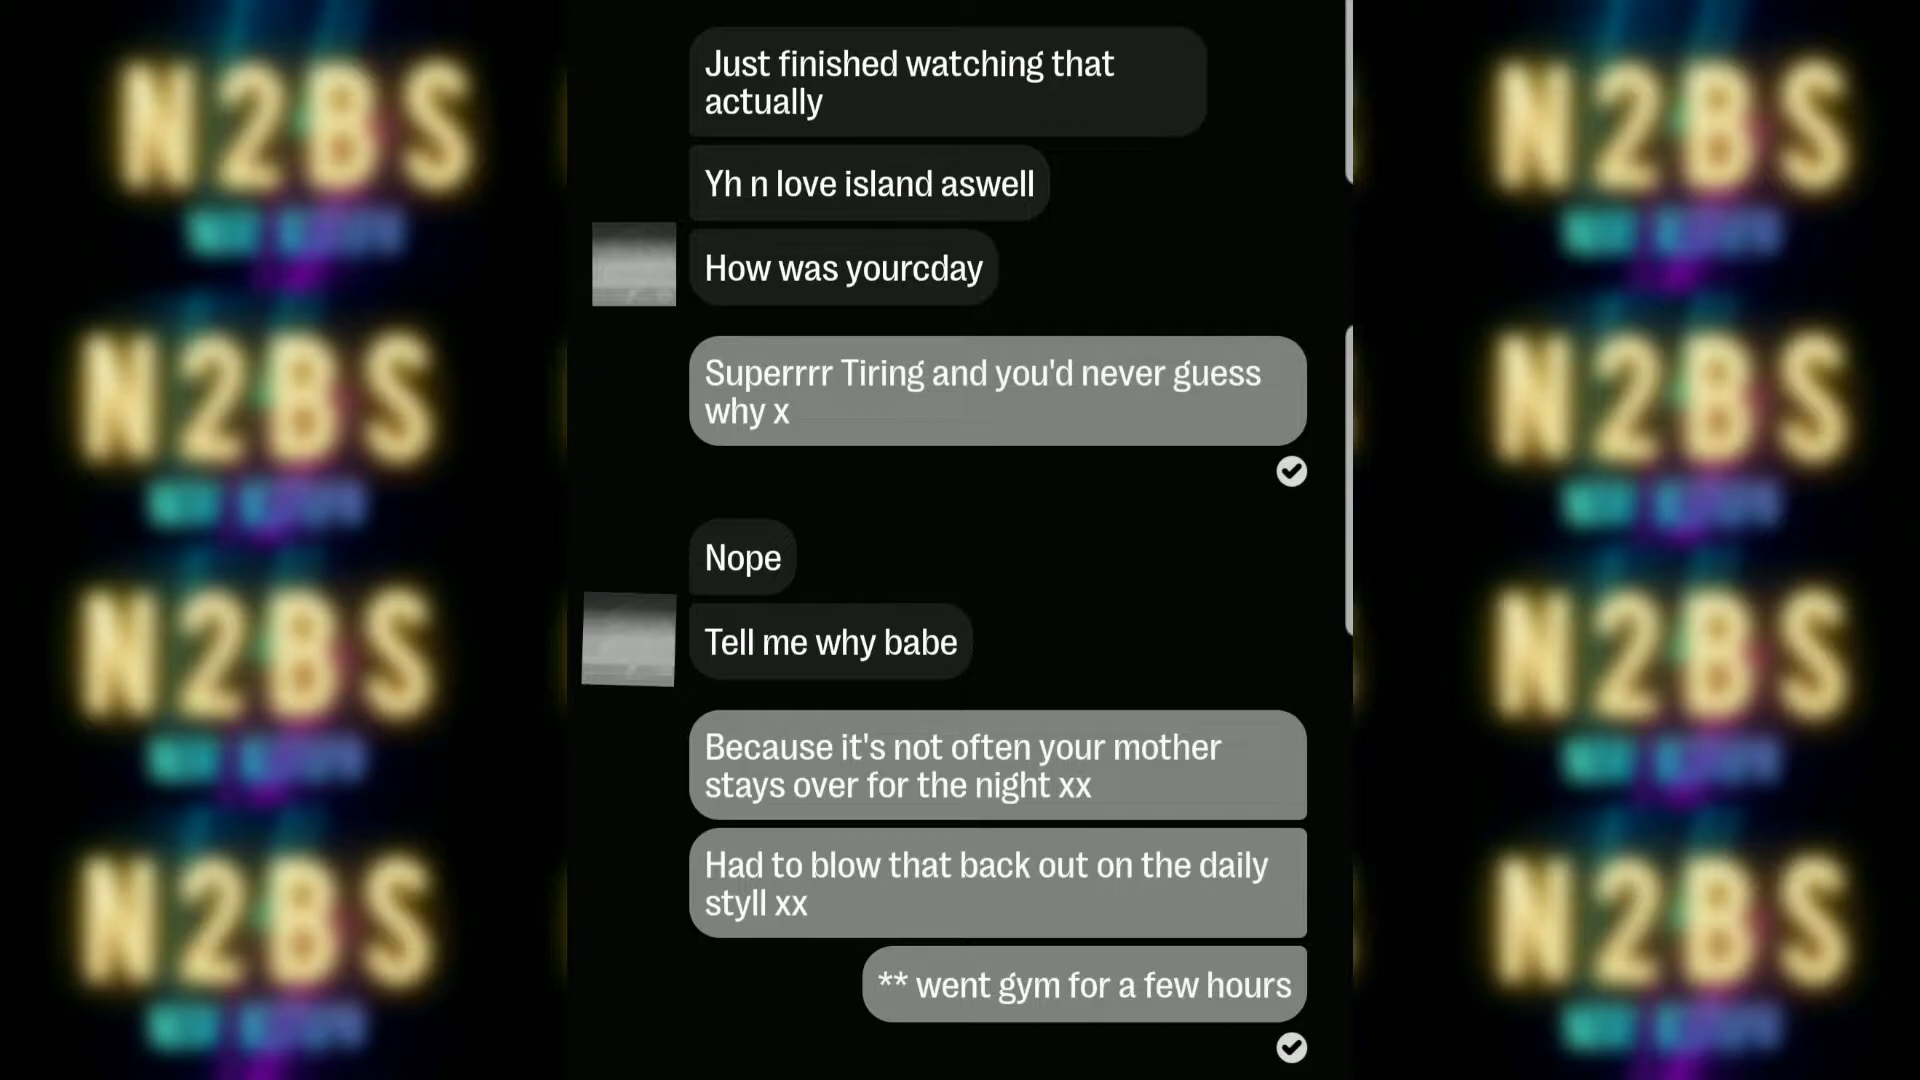 Just finished watching that
actually
Yh n love island aswell
How was yourcday
Superrrr Tiring and you'd never guess
why x
Nope
Tell me why babe
Because it's not often your mother
stays over for the night xx
Had to blow that back out on the daily
styll xx
** went gym for a few hours
N2BS
N2BS
N2BS
N2BS
N2BS
N2BS
N2BS
N2BS